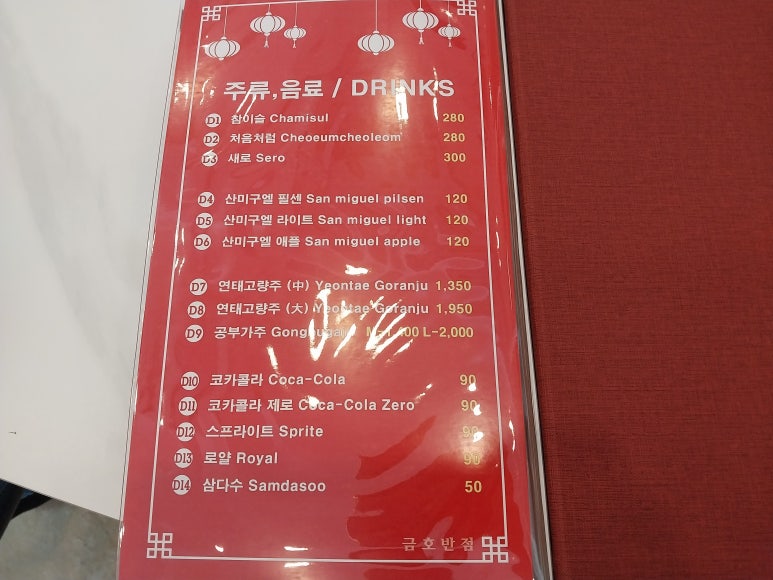 주류,음료 / DRINKS
D1 참이슬 Chamisul 280
D2 처음처럼 Cheoeumcheoleom 280
D3 새로 Sero 300
D4 산미구엘 필센 San miguel pilsen 120
D5 산미구엘 라이트 San miguel light 120
D6 산미구엘 애플 San miguel apple 120
D7 연태고량주 (中) Yeontae Goranju 1,350
D8 연태고량주 (大) Yeontae Goranju 1,950
D9 공부가주 L-2,000
D10 코카콜라 Coca-Cola 90
D11 코카콜라 제로 Coca-Cola Zero 90
D12 스프라이트 Sprite 90
D13 로얄 Royal 90
D14 삼다수 Samdasoo 50
금호반점